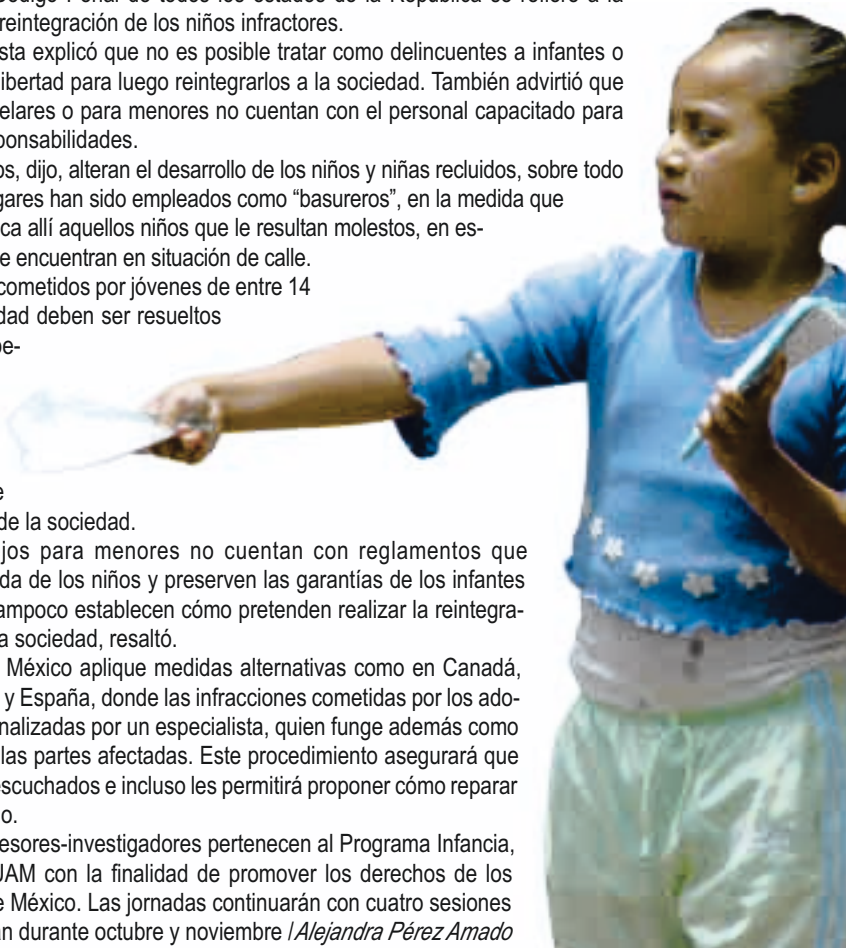 Código Penal de todos los estados de la República se refiere a la
reintegración de los niños infractores.
sta explicó que no es posible tratar como delincuentes a infantes o
libertad para luego reintegrarlos a la sociedad. También advirtió que
elares o para menores no cuentan con el personal capacitado para
ponsabilidades.
os, dijo, alteran el desarrollo de los niños y niñas recluidos, sobre todo
gares han sido empleados como “basureros”, en la medida que
ca allí aquellos niños que le resultan molestos, en es-
e encuentran en situación de calle.
cometidos por jóvenes de entre 14
dad deben ser resueltos
pe-
e
de la sociedad.
jos para menores no cuentan con reglamentos que
da de los niños y preserven las garantías de los infantes
ampoco establecen cómo pretenden realizar la reintegra-
a sociedad, resaltó.
México aplique medidas alternativas como en Canadá,
y España, donde las infracciones cometidas por los ado-
nalizadas por un especialista, quien funge además como
las partes afectadas. Este procedimiento asegurará que
escuchados e incluso les permitirá proponer cómo reparar
o.
esores-investigadores pertenecen al Programa Infancia,
UAM con la finalidad de promover los derechos de los
e México. Las jornadas continuarán con cuatro sesiones
án durante octubre y noviembre / Alejandra Pérez Amado